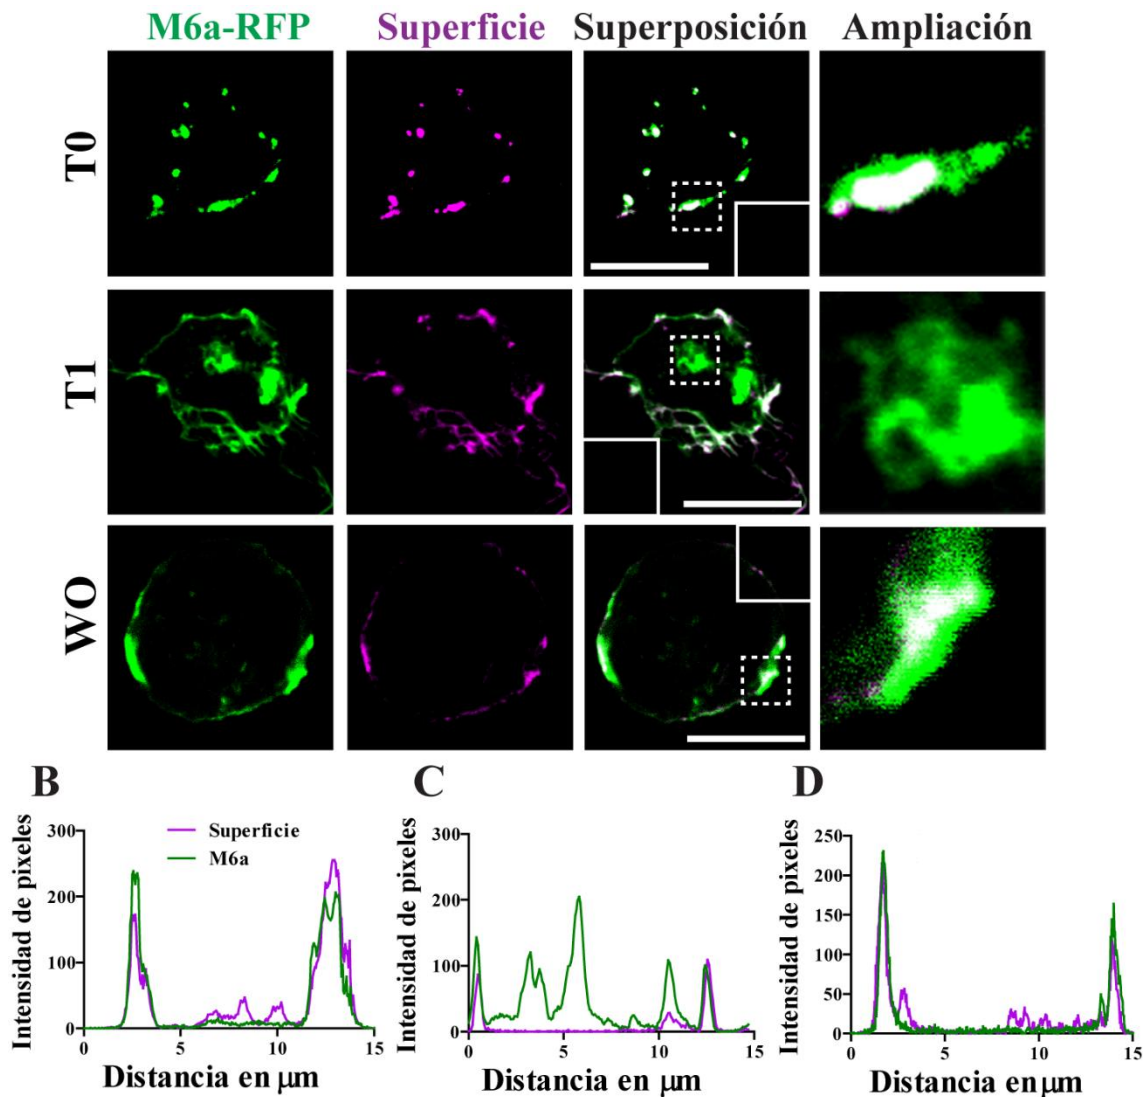 M6a-RFP Superficie Superposición Ampliación
T0
T1
WO
B C D
Superficie
M6a
Intensidad de pixeles
300
200
100
0
0 5 10 15
Distancia en μm
Intensidad de pixeles
300
200
100
0
0 5 10 15
Distancia en μm
Intensidad de pixeles
250
200
150
100
50
0
0 5 10 15
Distancia en μm